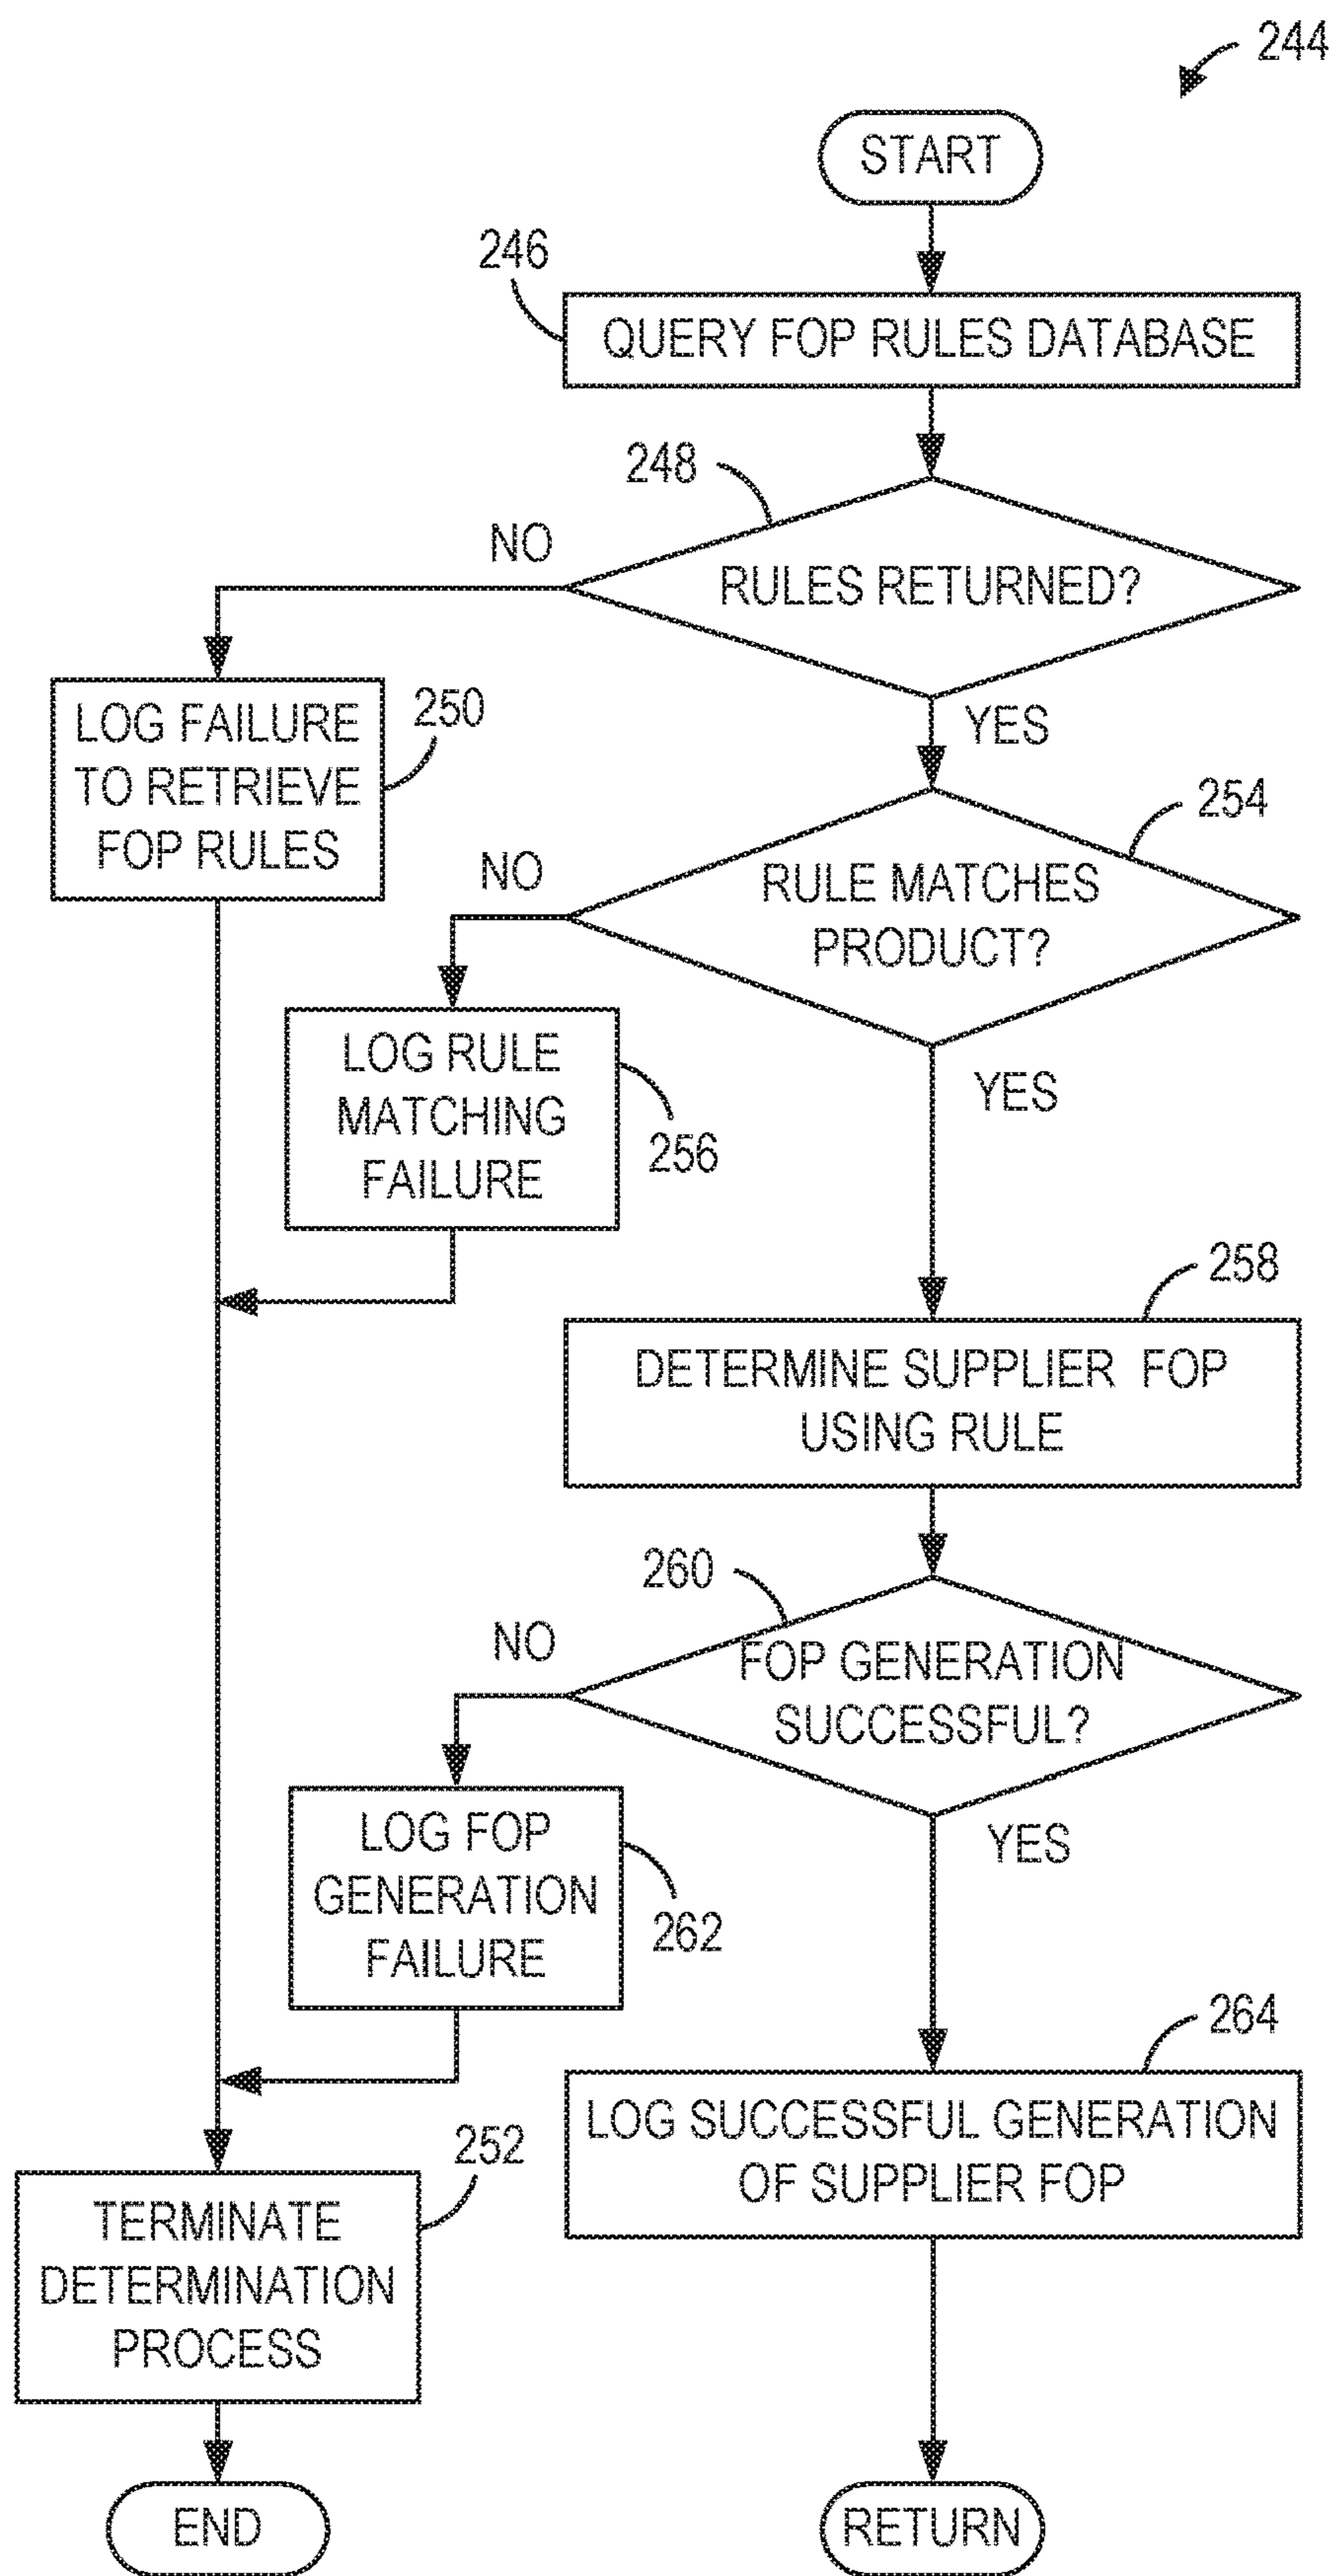 244
START
246
QUERY FOP RULES DATABASE
248
NO
RULES RETURNED?
YES
250
LOG FAILURE
TO RETRIEVE
FOP RULES
254
NO
RULE MATCHES
PRODUCT?
YES
LOG RULE
MATCHING
FAILURE
256
258
DETERMINE SUPPLIER FOP
USING RULE
260
NO
FOP GENERATION
SUCCESSFUL?
YES
LOG FOP
GENERATION
FAILURE
262
264
LOG SUCCESSFUL GENERATION
OF SUPPLIER FOP
252
TERMINATE
DETERMINATION
PROCESS
END
RETURN